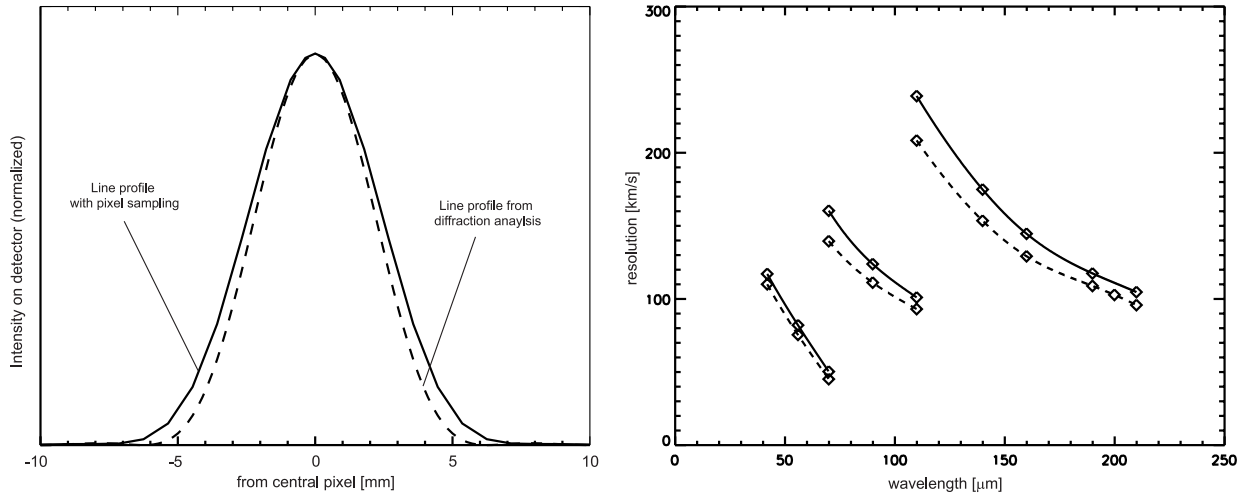 Intensity on detector (normalized)
Line profile
with pixel sampling
Line profile from
diffraction anaylsis
-10
-5
0
5
10
from central pixel [mm]
resolution [km/s]
300
200
100
0
0
50
100
150
200
250
wavelength [μm]